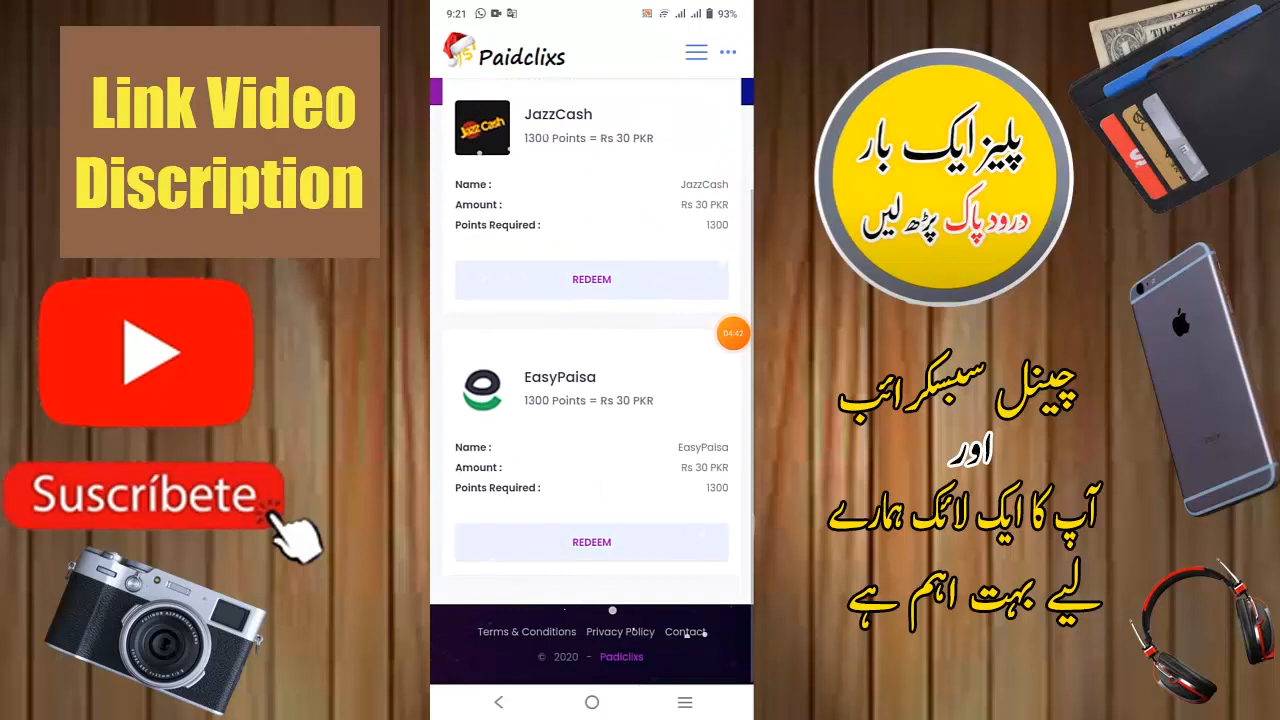 Link Video
Discription
Suscríbete
9:21
93%
Paidclixs
Jazz Cash
JazzCash
1300 Points = Rs 30 PKR
Name :
JazzCash
Amount :
Rs 30 PKR
Points Required :
1300
REDEEM
04:42
EasyPaisa
1300 Points = Rs 30 PKR
Name :
EasyPaisa
Amount :
Rs 30 PKR
Points Required :
1300
REDEEM
Terms & Conditions Privacy Policy Contact
© 2020 - Padiclixs
پلیز ایک بار
درود پاک پڑھ لیں
چینل سبسکرائب
اور
آپ کا ایک لائک ہمارے
لیے بہت اہم ہے